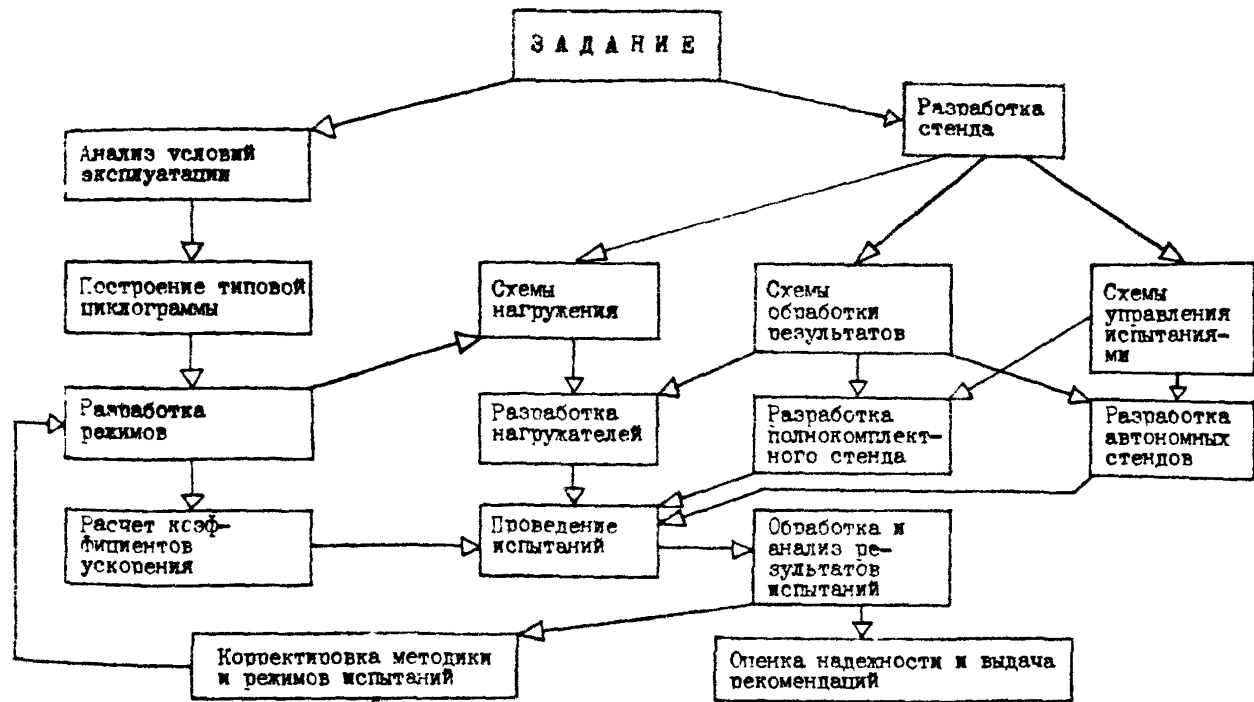 ЗАДАНИЕ
Разработка
стенда
Анализ условий
эксплуатации
Построение типовой
циклограммы
Схемы
нагружения
Схемы
обработки
результатов
Схемы
управления
испытания-
ми
Разработка
режимов
Разработка
нагружателей
Разработка
полнокомплект-
ного стенда
Разработка
автономных
стендов
Расчет коэф-
фициентов
ускорения
Проведение
испытаний
Обработка и
анализ ре-
зультатов
испытаний
Корректировка методики
и режимов испытаний
Оценка надежности и выдача
рекомендаций